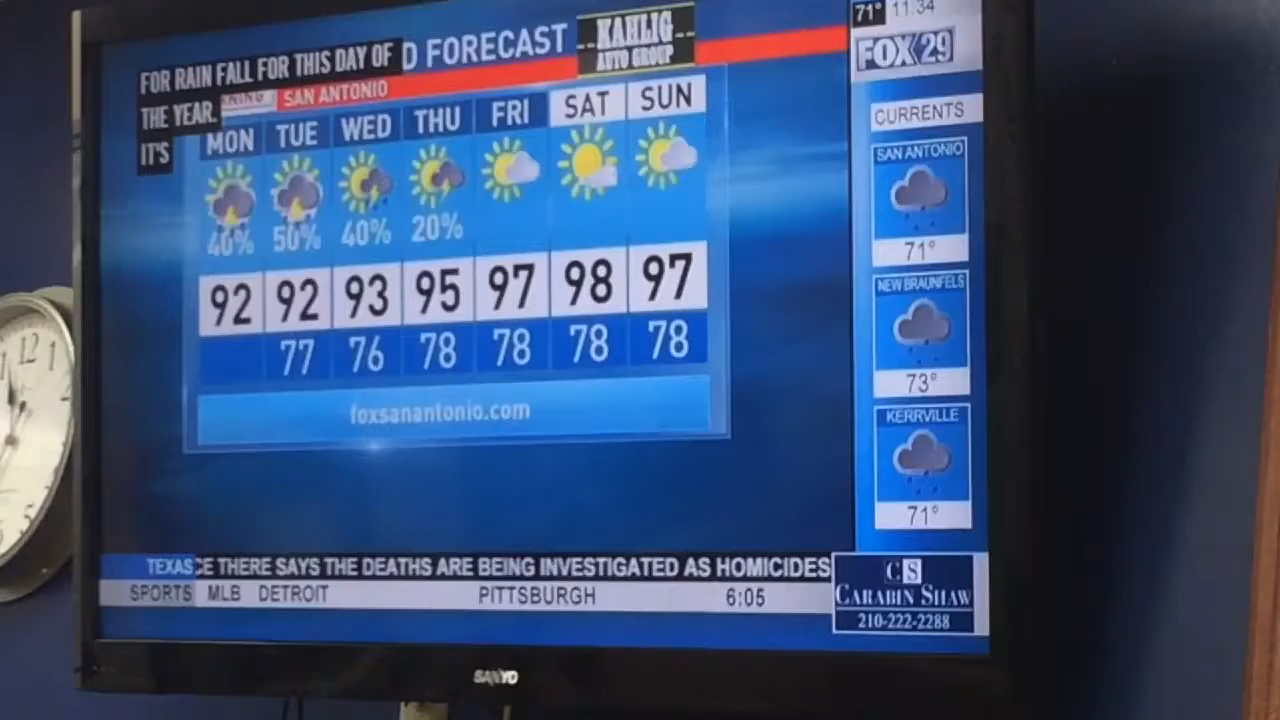 FOR RAIN FALL FOR THIS DAY OF
THE YEAR.
IT'S
D FORECAST
KAHLIG
AUTO GROUP
SAN ANTONIO
MON TUE WED THU FRI SAT SUN
40% 50% 40% 20%
92 92 93 95 97 98 97
77 76 78 78 78 78
foxsanantonio.com
71° 11:34
FOX 29
CURRENTS
SAN ANTONIO
71°
NEW BRAUNFELS
73°
KERRVILLE
71°
TEXAS CE THERE SAYS THE DEATHS ARE BEING INVESTIGATED AS HOMICIDES
SPORTS MLB DETROIT PITTSBURGH 6:05
CS
CARABIN SHAW
210-222-2288
SANYO
12 1